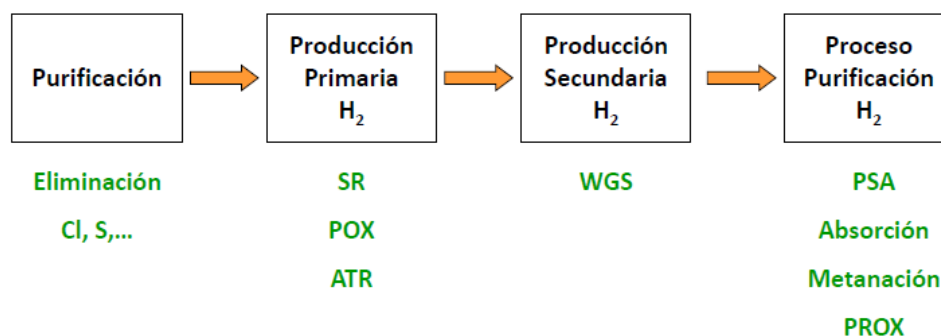 Purificación
Producción
Primaria
H₂
Producción
Secundaria
H₂
Proceso
Purificación
H₂
Eliminación
Cl, S,...
SR
POX
ATR
WGS
PSA
Absorción
Metanación
PROX